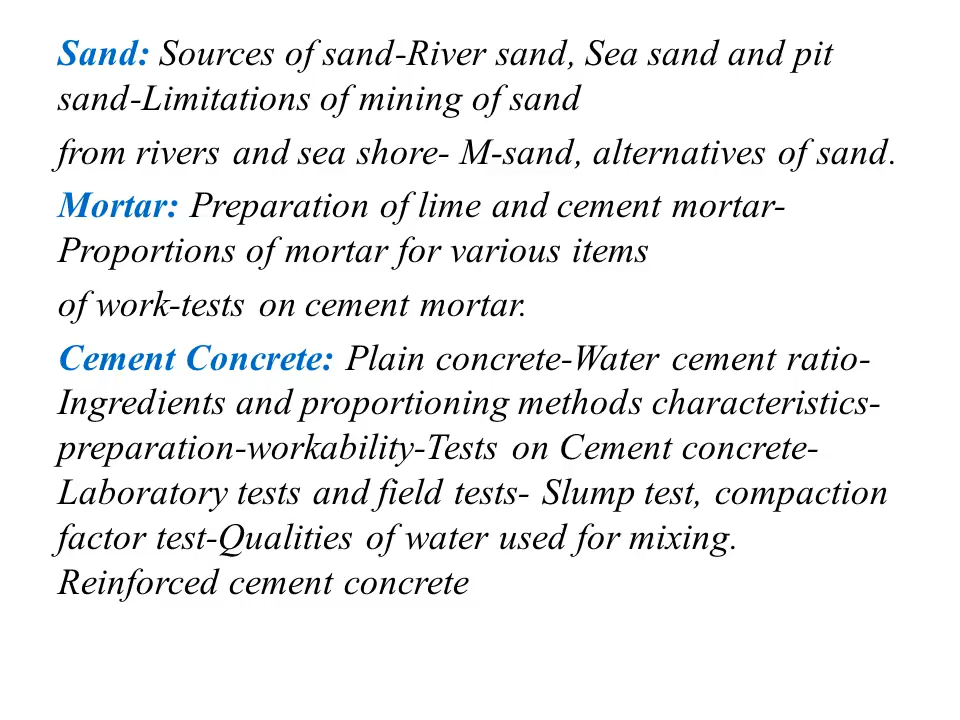 Sand: Sources of sand-River sand, Sea sand and pit
sand-Limitations of mining of sand
from rivers and sea shore- M-sand, alternatives of sand.
Mortar: Preparation of lime and cement mortar-
Proportions of mortar for various items
of work-tests on cement mortar.
Cement Concrete: Plain concrete-Water cement ratio-
Ingredients and proportioning methods characteristics-
preparation-workability-Tests on Cement concrete-
Laboratory tests and field tests- Slump test, compaction
factor test-Qualities of water used for mixing.
Reinforced cement concrete